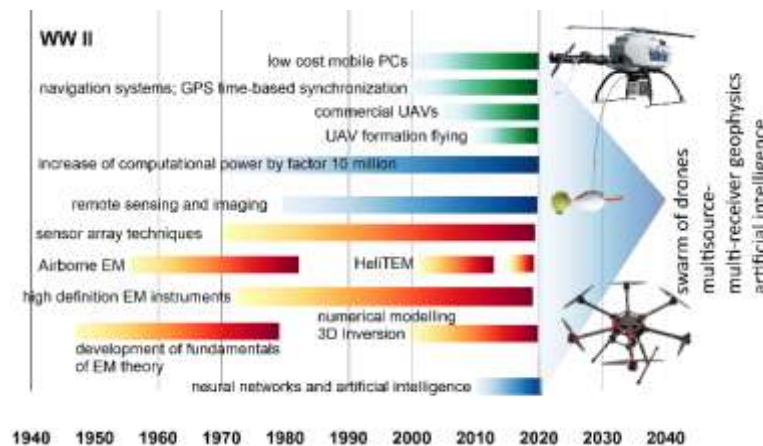 WW II
low cost mobile PCs
navigation systems; GPS time-based synchronization
commercial UAVs
UAV formation flying
increase of computational power by factor 10 million
remote sensing and imaging
sensor array techniques
Airborne EM
HeliTEM
high definition EM instruments
numerical modelling
3D Inversion
development of fundamentals
of EM theory
neural networks and artificial intelligence
swarm of drones
multisource-
multi-receiver geophysics
artificial intelligence
1940 1950 1960 1970 1980 1990 2000 2010 2020 2030 2040